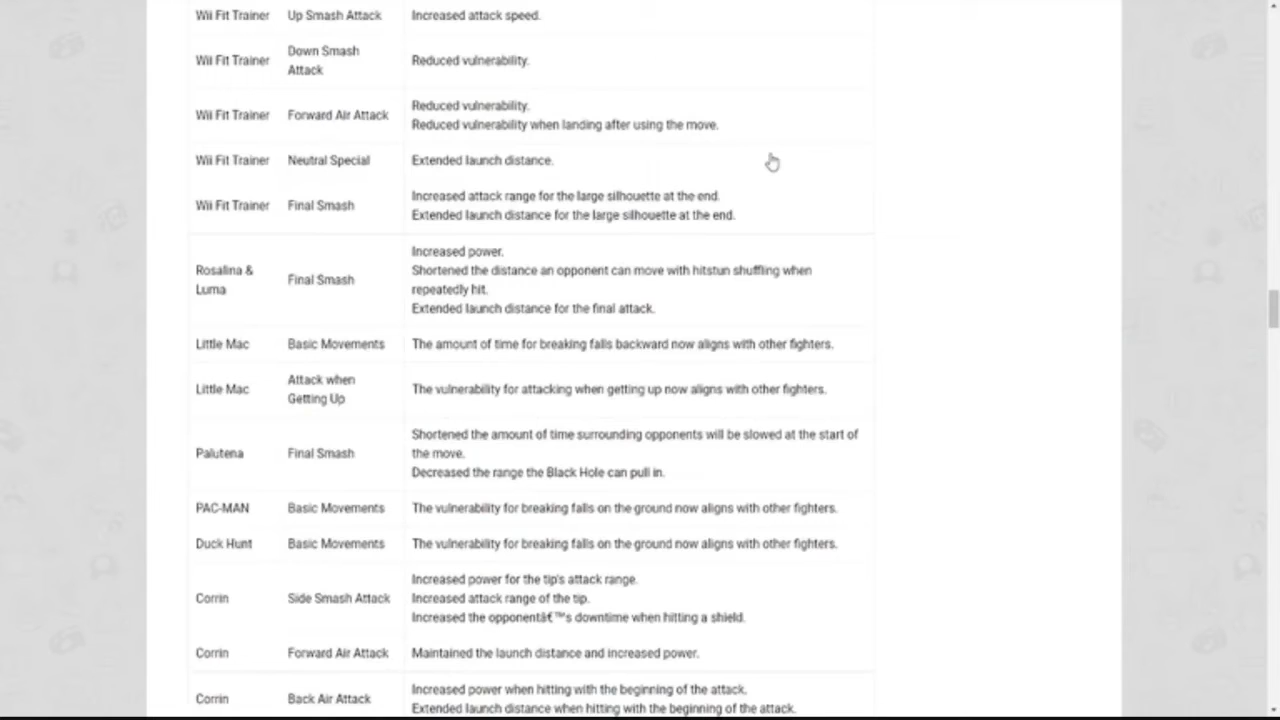 Wii Fit Trainer Up Smash Attack Increased attack speed.
Wii Fit Trainer Down Smash Attack Reduced vulnerability.
Wii Fit Trainer Forward Air Attack Reduced vulnerability.
Reduced vulnerability when landing after using the move.
Wii Fit Trainer Neutral Special Extended launch distance.
Wii Fit Trainer Final Smash Increased attack range for the large silhouette at the end.
Extended launch distance for the large silhouette at the end.
Rosalina & Luma Final Smash Increased power.
Shortened the distance an opponent can move with hitstun shuffling when
repeatedly hit.
Extended launch distance for the final attack.
Little Mac Basic Movements The amount of time for breaking falls backward now aligns with other fighters.
Little Mac Attack when Getting Up The vulnerability for attacking when getting up now aligns with other fighters.
Palutena Final Smash Shortened the amount of time surrounding opponents will be slowed at the start of
the move.
Decreased the range the Black Hole can pull in.
PAC-MAN Basic Movements The vulnerability for breaking falls on the ground now aligns with other fighters.
Duck Hunt Basic Movements The vulnerability for breaking falls on the ground now aligns with other fighters.
Corrin Side Smash Attack Increased power for the tip's attack range.
Increased attack range of the tip.
Increased the opponentâ€™s downtime when hitting a shield.
Corrin Forward Air Attack Maintained the launch distance and increased power.
Corrin Back Air Attack Increased power when hitting with the beginning of the attack.
Extended launch distance when hitting with the beginning of the attack.